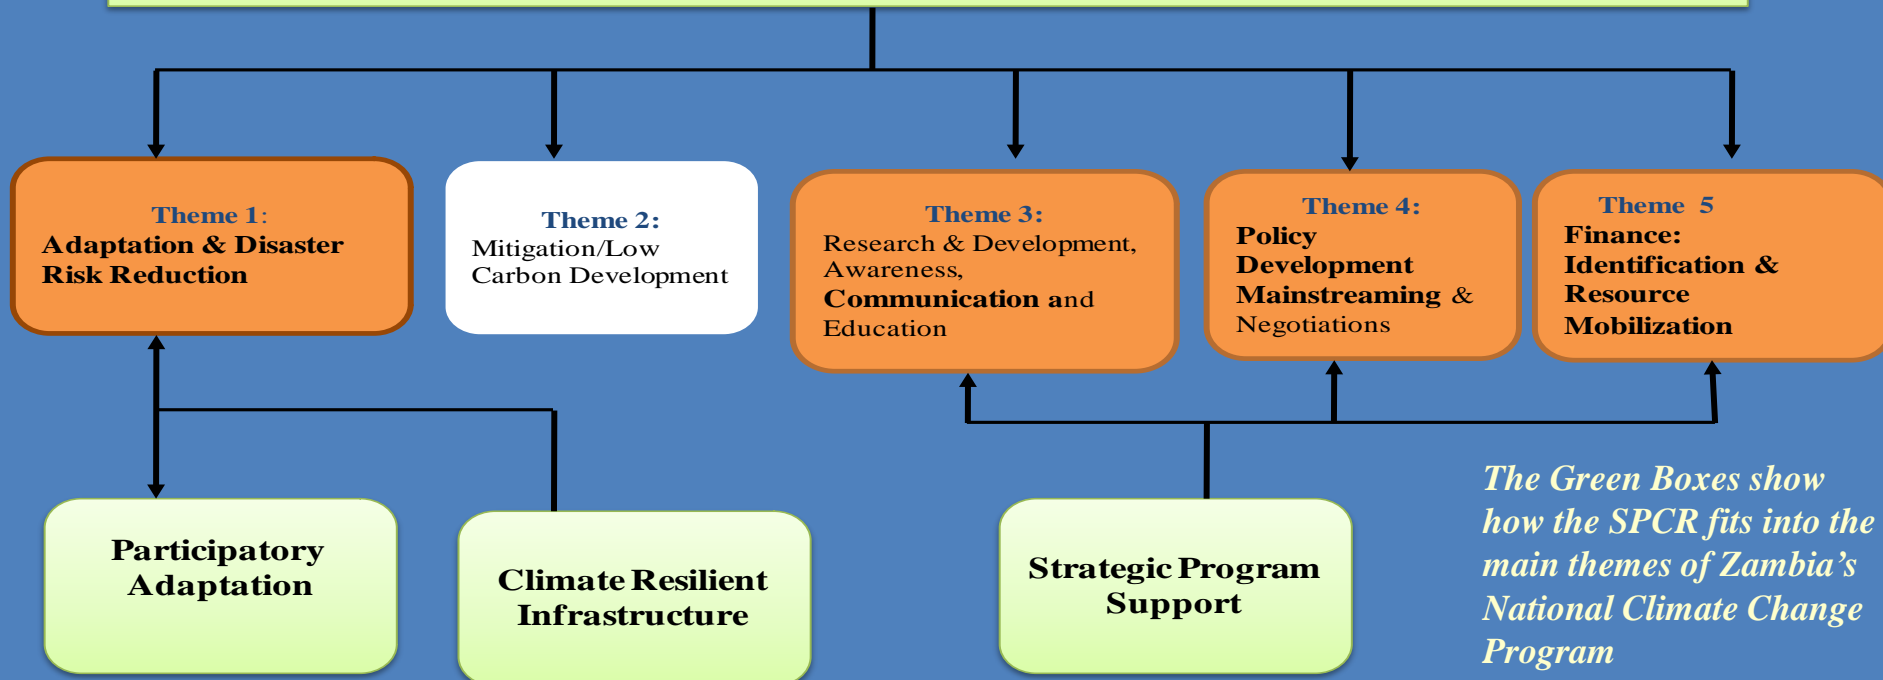 Theme 1:
Adaptation & Disaster
Risk Reduction
Theme 2:
Mitigation/Low
Carbon Development
Theme 3:
Research & Development,
Awareness,
Communication and
Education
Theme 4:
Policy
Development
Mainstreaming &
Negotiations
Theme 5
Finance:
Identification &
Resource
Mobilization
Participatory
Adaptation
Climate Resilient
Infrastructure
Strategic Program
Support
The Green Boxes show
how the SPCR fits into the
main themes of Zambia’s
National Climate Change
Program